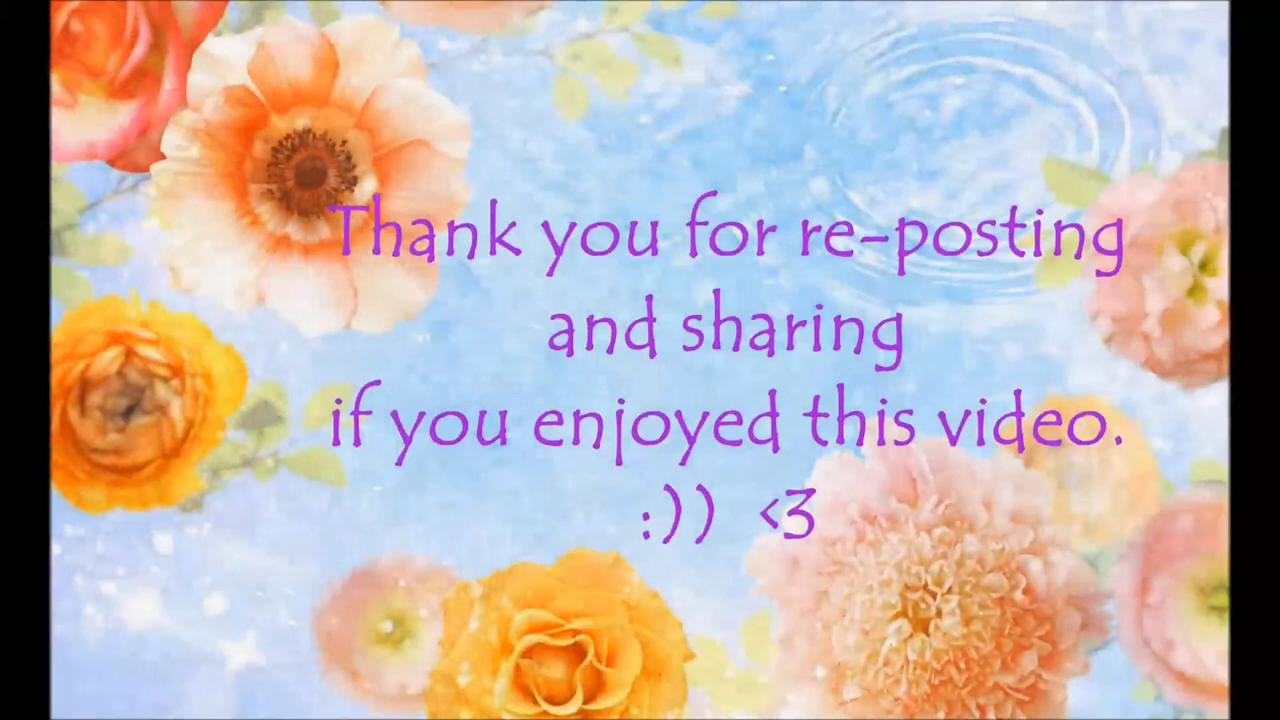 Thank you for re-posting
and sharing
if you enjoyed this video.
:)) <3